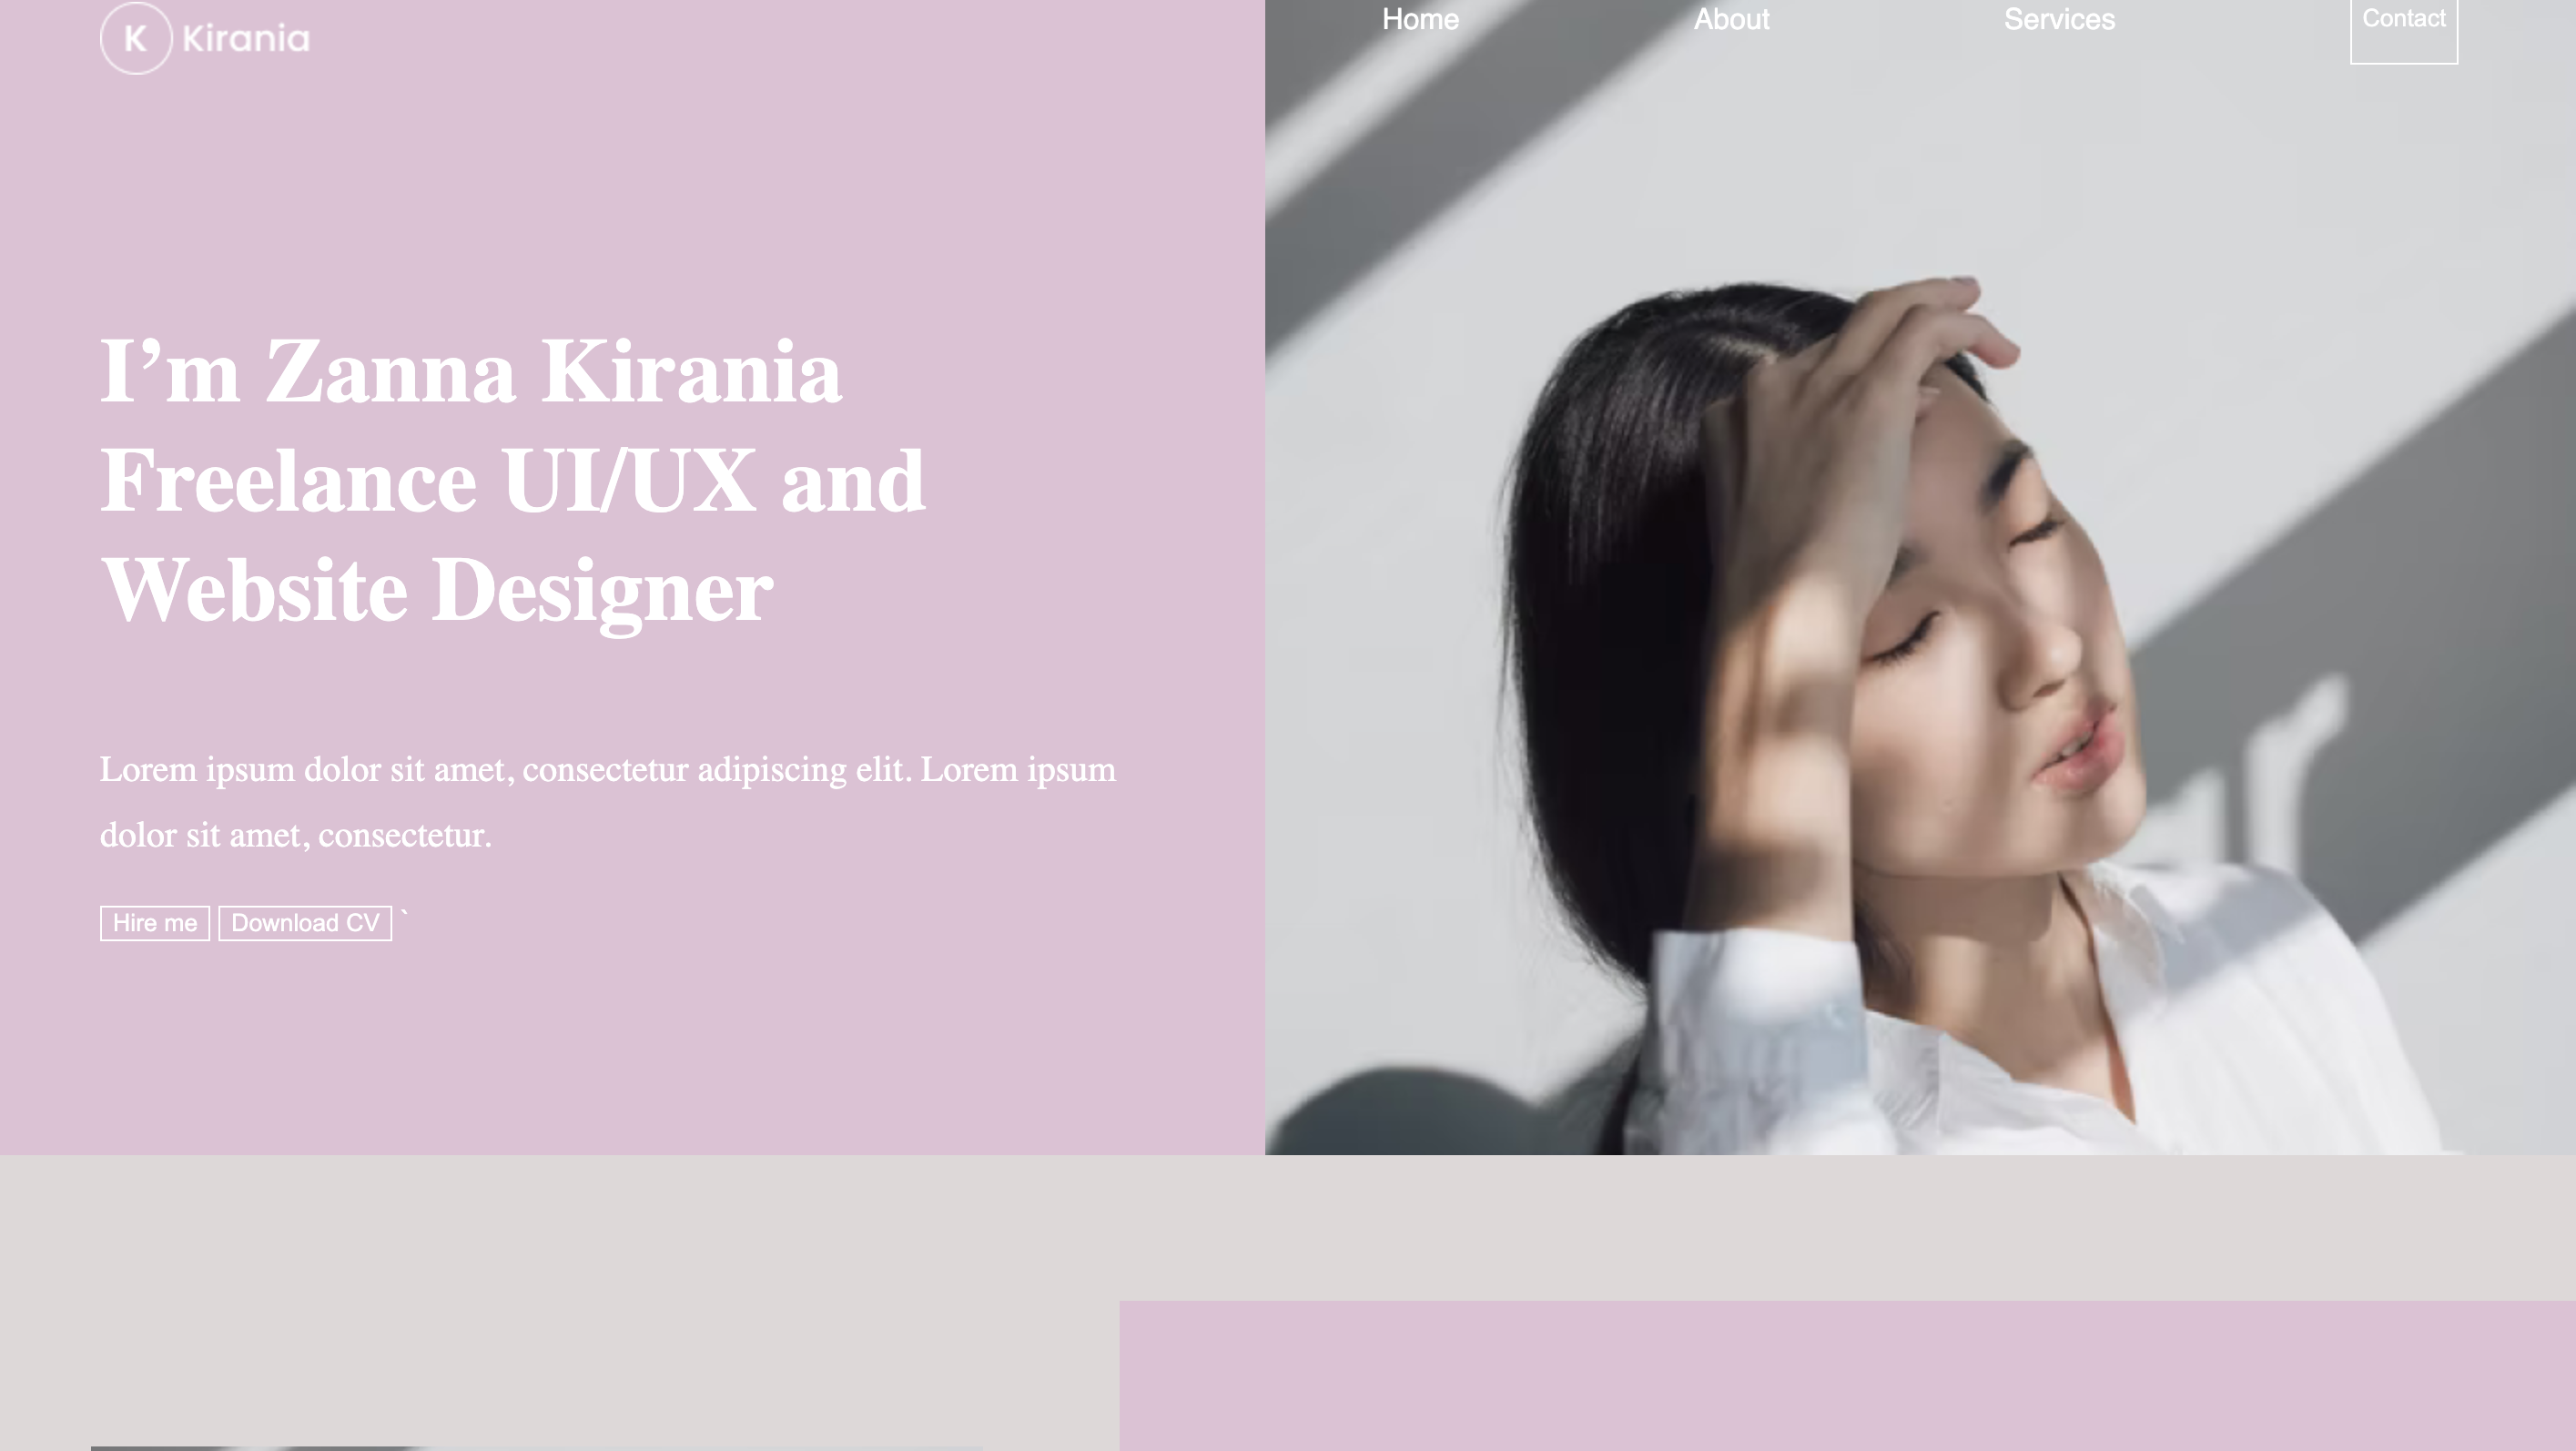 K Kirania
Home About Services Contact
I’m Zanna Kirania
Freelance UI/UX and
Website Designer
Lorem ipsum dolor sit amet, consectetur adipiscing elit. Lorem ipsum
dolor sit amet, consectetur.
Hire me Download CV `